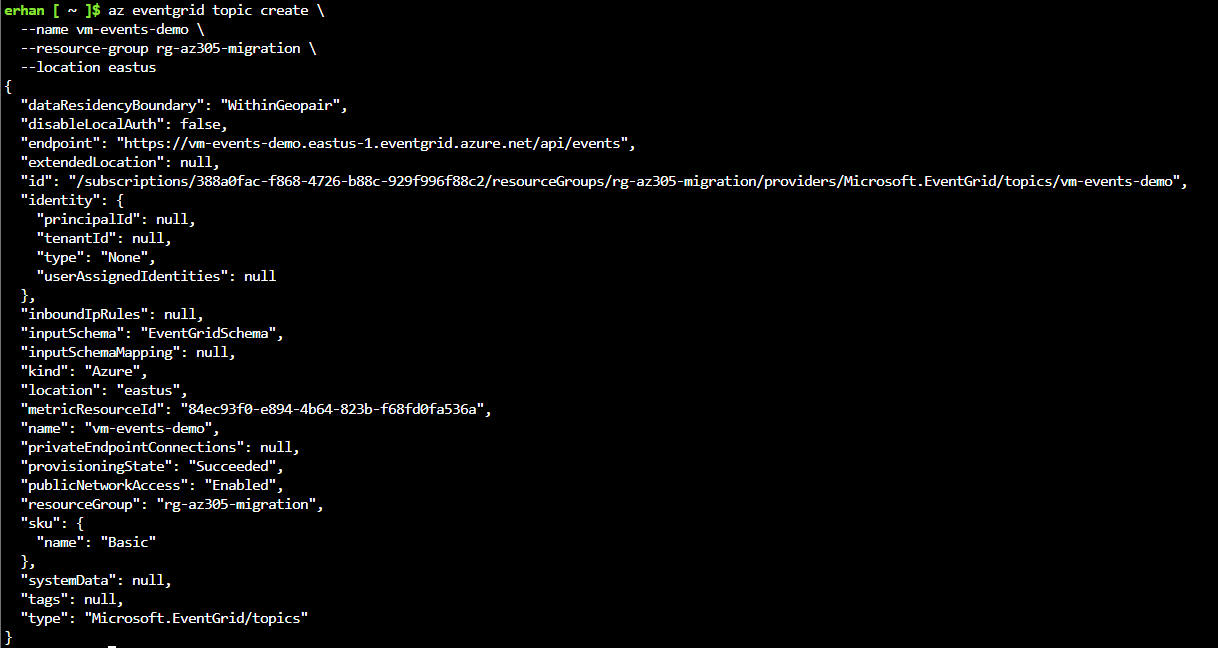 erhan [ ~ ]$ az eventgrid topic create \
  --name vm-events-demo \
  --resource-group rg-az305-migration \
  --location eastus
{
  "dataResidencyBoundary": "WithinGeopair",
  "disableLocalAuth": false,
  "endpoint": "https://vm-events-demo.eastus-1.eventgrid.azure.net/api/events",
  "extendedLocation": null,
  "id": "/subscriptions/388a0fac-f868-4726-b88c-929f996f88c2/resourceGroups/rg-az305-migration/providers/Microsoft.EventGrid/topics/vm-events-demo",
  "identity": {
    "principalId": null,
    "tenantId": null,
    "type": "None",
    "userAssignedIdentities": null
  },
  "inboundIpRules": null,
  "inputSchema": "EventGridSchema",
  "inputSchemaMapping": null,
  "kind": "Azure",
  "location": "eastus",
  "metricResourceId": "84ec93f0-e894-4b64-823b-f68fd0fa536a",
  "name": "vm-events-demo",
  "privateEndpointConnections": null,
  "provisioningState": "Succeeded",
  "publicNetworkAccess": "Enabled",
  "resourceGroup": "rg-az305-migration",
  "sku": {
    "name": "Basic"
  },
  "systemData": null,
  "tags": null,
  "type": "Microsoft.EventGrid/topics"
}